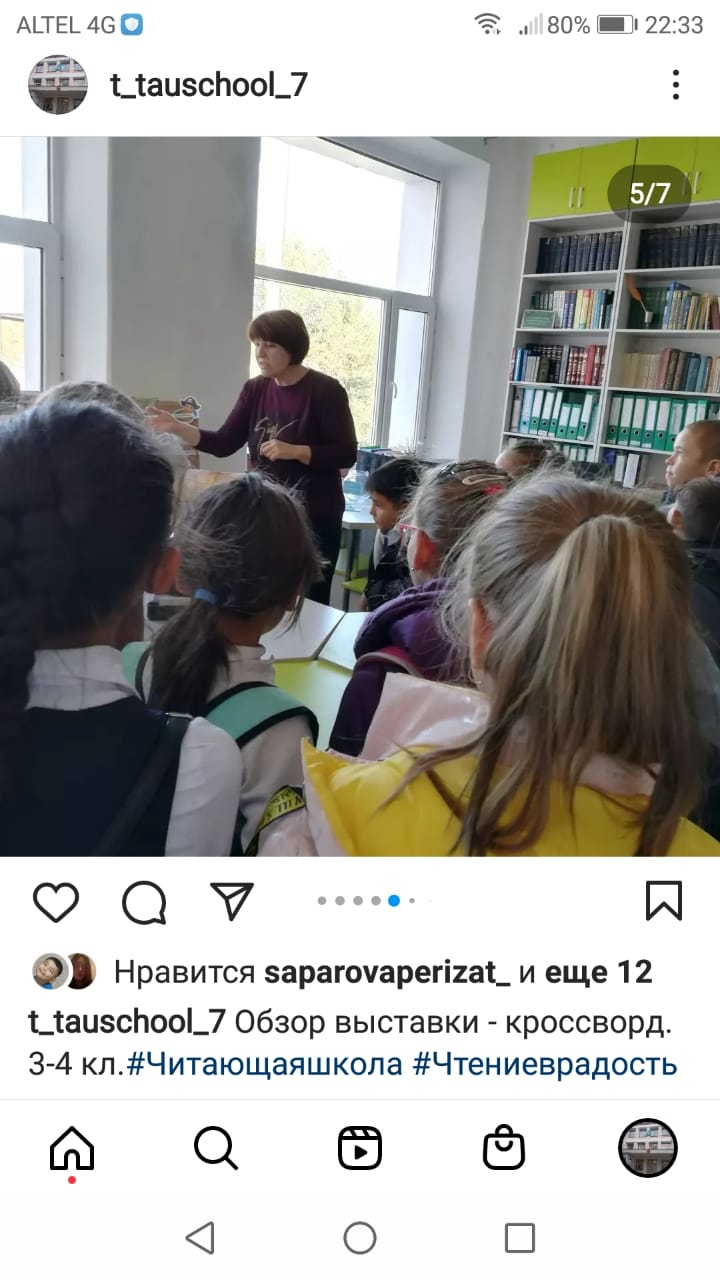 ALTEL 4G 80% 22:33
t_tauschool_7
5/7
Нравится saparovaperizat_ и еще 12
t_tauschool_7 Обзор выставки - кроссворд.
3-4 кл.#Читающаяшкола #Чтениеврадость